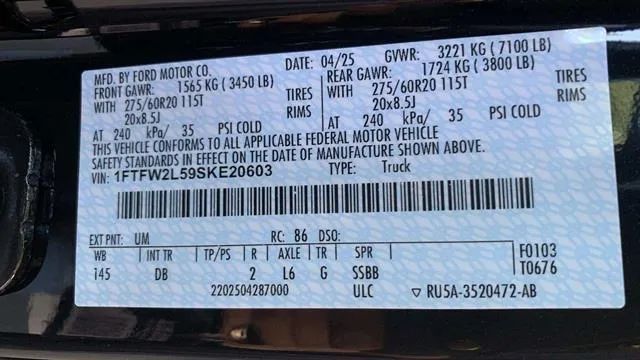 MFD. BY FORD MOTOR CO. DATE: 04/25 GVWR: 3221 KG ( 7100 LB)
FRONT GAWR: 1565 KG ( 3450 LB) REAR GAWR: 1724 KG ( 3800 LB)
WITH 275/60R20 115T TIRES WITH 275/60R20 115T TIRES
20x8.5J RIMS 20x8.5J RIMS
AT 240 kPa/ 35 PSI COLD AT 240 kPa/ 35 PSI COLD
THIS VEHICLE CONFORMS TO ALL APPLICABLE FEDERAL MOTOR VEHICLE
SAFETY STANDARDS IN EFFECT ON THE DATE OF MANUFACTURE SHOWN ABOVE.
VIN: 1FTFW2L59SKE20603 TYPE: Truck
EXT PNT: UM RC: 86 DSO:
WB INT TR TP/PS R AXLE TR SPR F0103
145 DB 2 L6 G SSBB T0676
2202504287000 ULC ▽ RU5A-3520472-AB